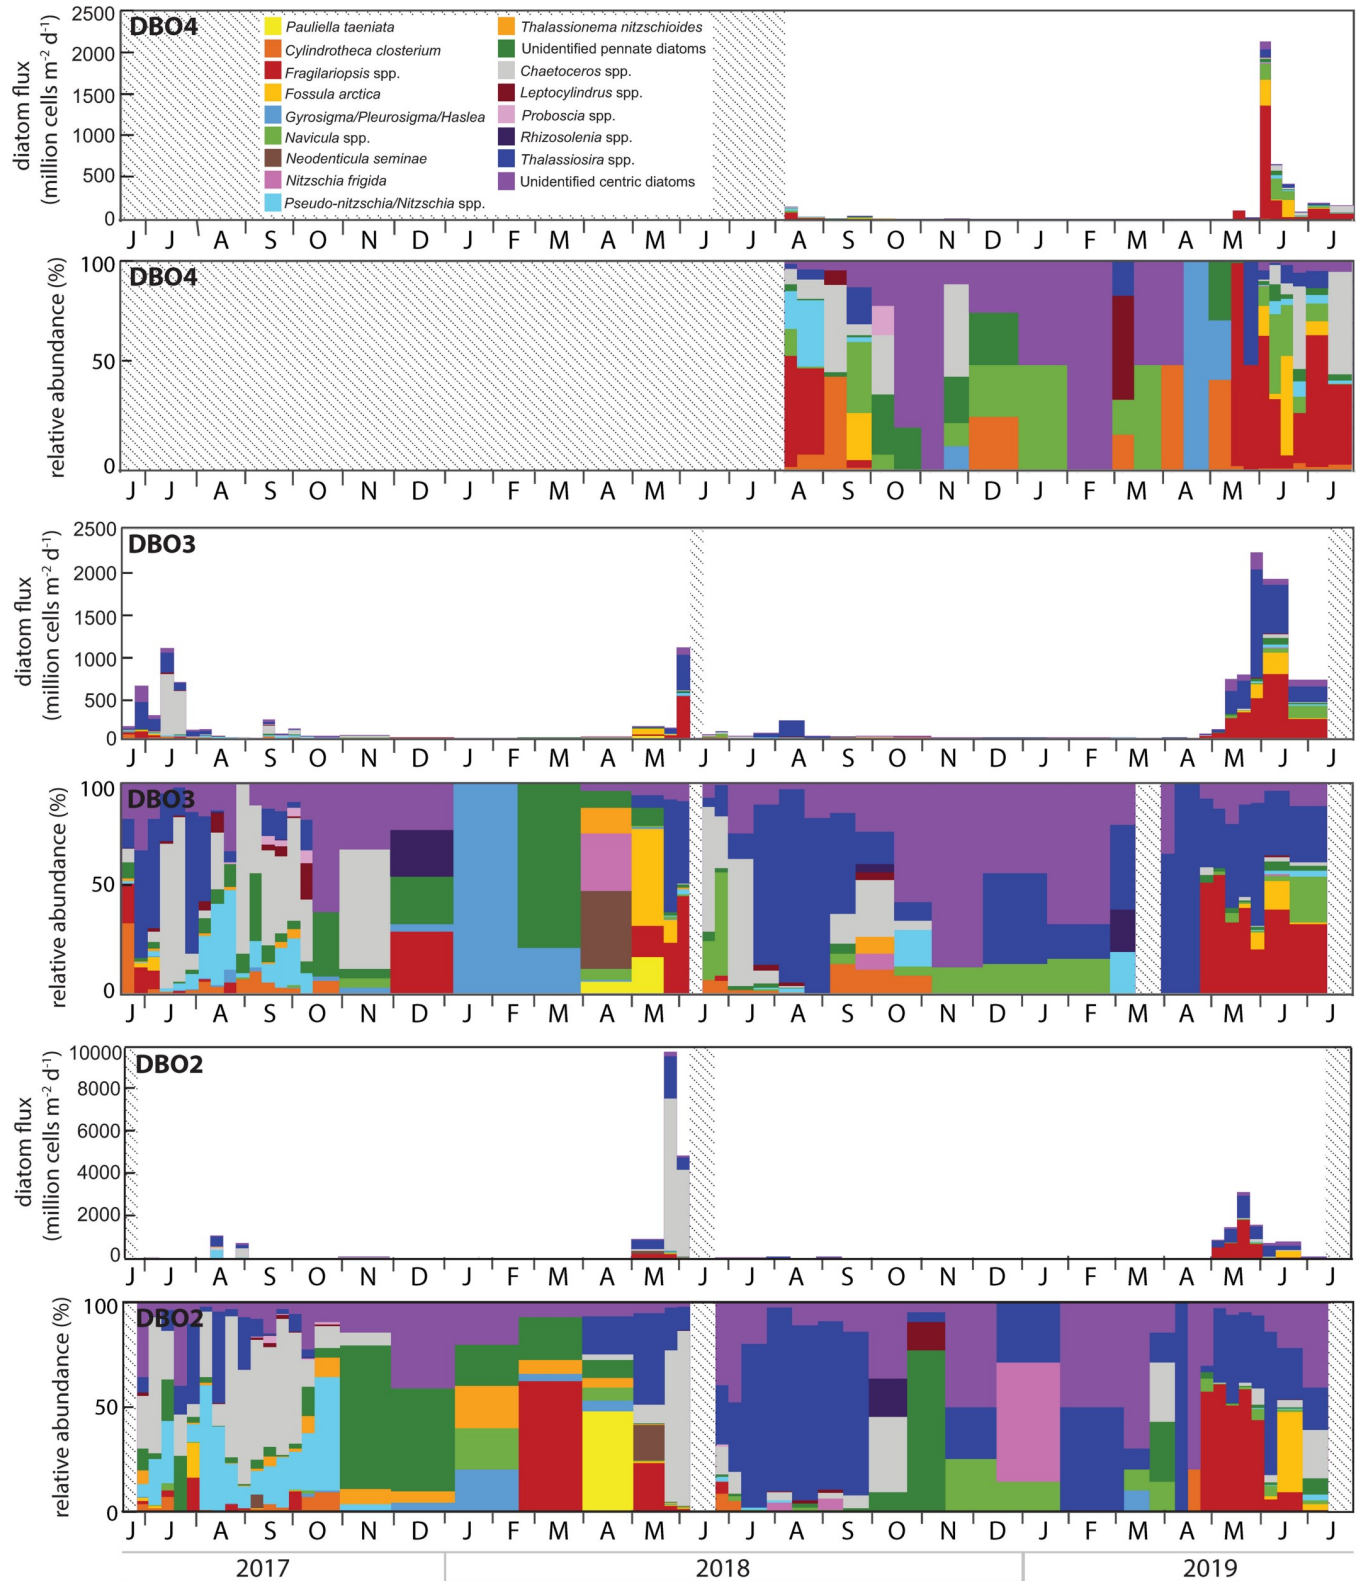 DBO4
diatom flux
(million cells m-2 d-1)
2500
2000
1500
1000
500
0
Pauliella taeniata
Cylindrotheca closterium
Fragilariopsis spp.
Fossula arctica
Gyrosigma/Pleurosigma/Haslea
Navicula spp.
Neodenticula seminae
Nitzschia frigida
Pseudo-nitzschia/Nitzschia spp.
Thalassionema nitzschioides
Unidentified pennate diatoms
Chaetoceros spp.
Leptocylindrus spp.
Proboscia spp.
Rhizosolenia spp.
Thalassiosira spp.
Unidentified centric diatoms
J J A S O N D J F M A M J J A S O N D J F M A M J J
DBO4
relative abundance (%)
100
50
0
J J A S O N D J F M A M J J A S O N D J F M A M J J
DBO3
diatom flux
(million cells m-2 d-1)
2500
2000
1500
1000
500
0
J J A S O N D J F M A M J J A S O N D J F M A M J J
DBO3
relative abundance (%)
100
50
0
J J A S O N D J F M A M J J A S O N D J F M A M J J
DBO2
diatom flux
(million cells m-2 d-1)
10000
8000
6000
4000
2000
0
J J A S O N D J F M A M J J A S O N D J F M A M J J
DBO2
relative abundance (%)
100
50
0
J J A S O N D J F M A M J J A S O N D J F M A M J J
2017 2018 2019